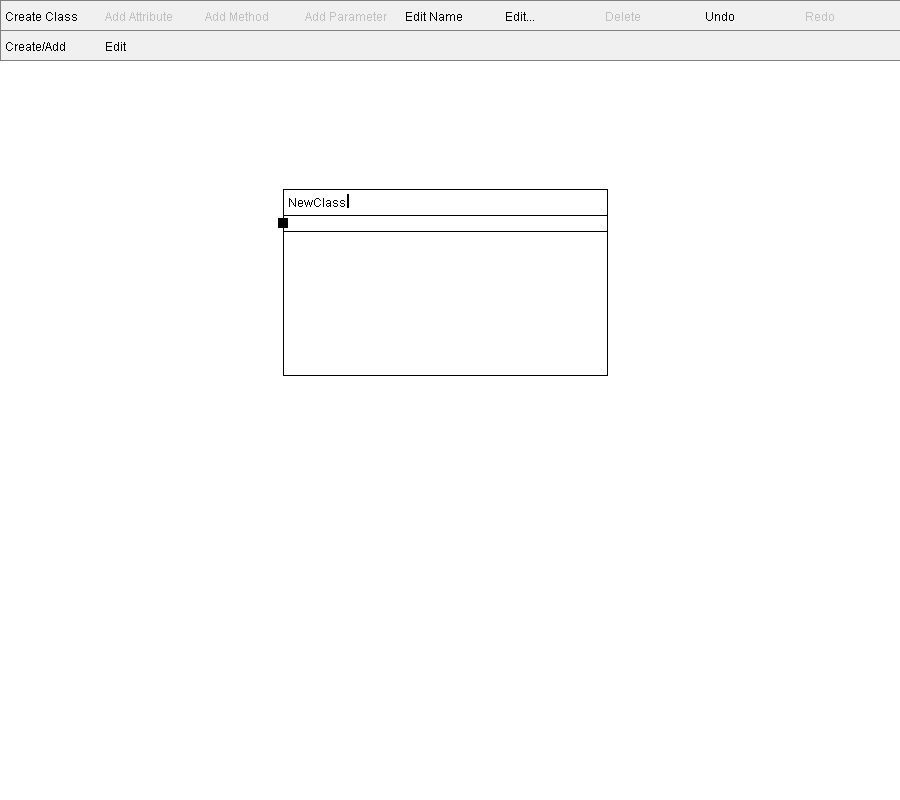 Create Class Add Attribute Add Method Add Parameter Edit Name Edit... Delete Undo Redo
Create/Add Edit
NewClass